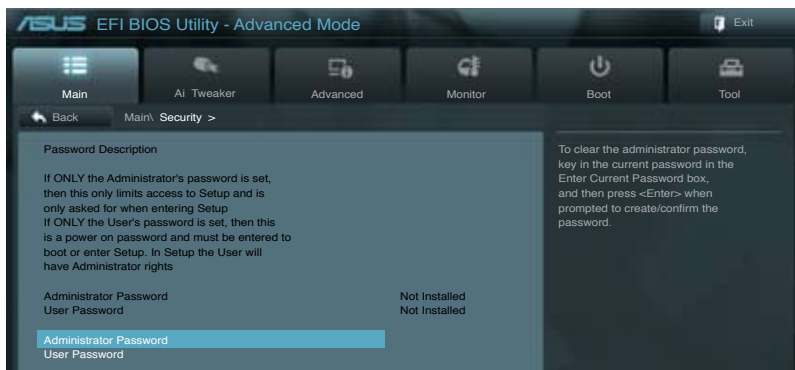 ASUS EFI BIOS Utility - Advanced Mode
Exit
Main
Ai Tweaker
Advanced
Monitor
Boot
Tool
Back
Main\ Security >
Password Description
If ONLY the Administrator's password is set,
then this only limits access to Setup and is
only asked for when entering Setup
If ONLY the User's password is set, then this
is a power on password and must be entered to
boot or enter Setup. In Setup the User will
have Administrator rights
Administrator Password Not Installed
User Password Not Installed
Administrator Password
User Password
To clear the administrator password,
key in the current password in the
Enter Current Password box,
and then press <Enter> when
prompted to create/confirm the
password.